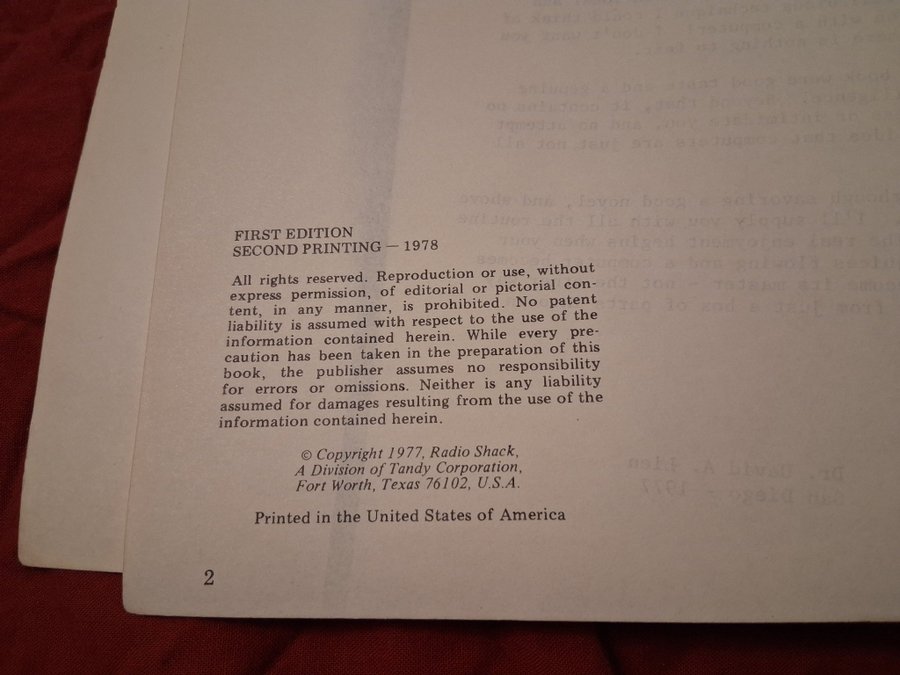 FIRST EDITION
SECOND PRINTING — 1978
All rights reserved. Reproduction or use, without
express permission, of editorial or pictorial con-
tent, in any manner, is prohibited. No patent
liability is assumed with respect to the use of the
information contained herein. While every pre-
caution has been taken in the preparation of this
book, the publisher assumes no responsibility
for errors or omissions. Neither is any liability
assumed for damages resulting from the use of the
information contained herein.
© Copyright 1977, Radio Shack,
A Division of Tandy Corporation,
Fort Worth, Texas 76102, U.S.A.
Printed in the United States of America
2